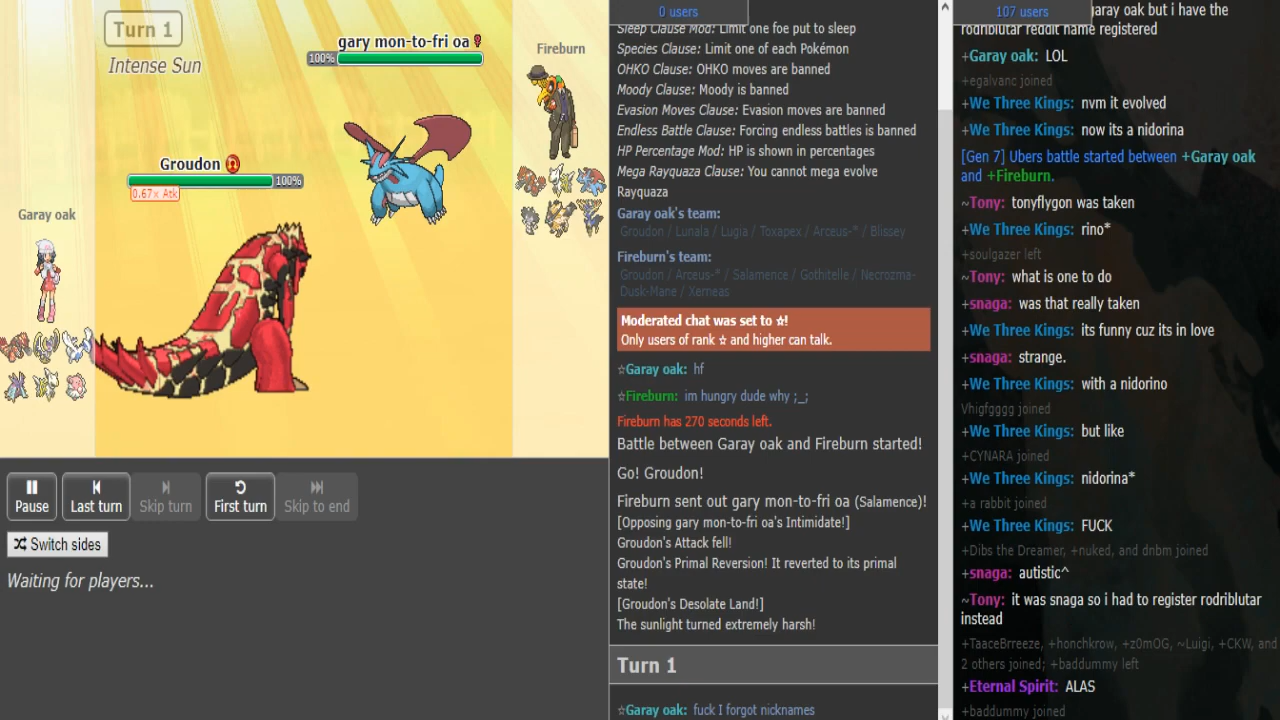 Turn 1
Intense Sun
gary mon-to-fri oa
100%
Groudon
100%
0.67x Atk
Garay oak
Fireburn
Pause
Last turn
Skip turn
First turn
Skip to end
Switch sides
Waiting for players...
0 users
Sleep Clause Mod: Limit one foe put to sleep
Species Clause: Limit one of each Pokémon
OHKO Clause: OHKO moves are banned
Moody Clause: Moody is banned
Evasion Moves Clause: Evasion moves are banned
Endless Battle Clause: Forcing endless battles is banned
HP Percentage Mod: HP is shown in percentages
Mega Rayquaza Clause: You cannot mega evolve
Rayquaza
Garay oak's team:
Groudon / Lunala / Lugia / Toxapex / Arceus-* / Blissey
Fireburn's team:
Groudon / Arceus-* / Salamence / Gothitelle / Necrozma-
Dusk-Mane / Xerneas
Moderated chat was set to ☆!
Only users of rank ☆ and higher can talk.
☆Garay oak: hf
☆Fireburn: im hungry dude why ;_;
Fireburn has 270 seconds left.
Battle between Garay oak and Fireburn started!
Go! Groudon!
Fireburn sent out gary mon-to-fri oa (Salamence)!
[Opposing gary mon-to-fri oa's Intimidate!]
Groudon's Attack fell!
Groudon's Primal Reversion! It reverted to its primal
state!
[Groudon's Desolate Land!]
The sunlight turned extremely harsh!
Turn 1
☆Garay oak: fuck I forgot nicknames
107 users
garay oak but i have the
rodriblutar reddit name registered
+Garay oak: LOL
+egalvanc joined
+We Three Kings: nvm it evolved
+We Three Kings: now its a nidorina
[Gen 7] Ubers battle started between +Garay oak
and +Fireburn.
~Tony: tonyflygon was taken
+We Three Kings: rino*
+soulgazer left
~Tony: what is one to do
+snaga: was that really taken
+We Three Kings: its funny cuz its in love
+snaga: strange.
+We Three Kings: with a nidorino
Vhigfgggg joined
+We Three Kings: but like
+CYNARA joined
+We Three Kings: nidorina*
+a rabbit joined
+We Three Kings: FUCK
+Dibs the Dreamer, +nuked, and dnbm joined
+snaga: autistic^
~Tony: it was snaga so i had to register rodriblutar
instead
+TaaceBrreeze, +honchkrow, +z0mOG, ~Luigi, +CKW, and
2 others joined; +baddummy left
+Eternal Spirit: ALAS
+baddummy joined